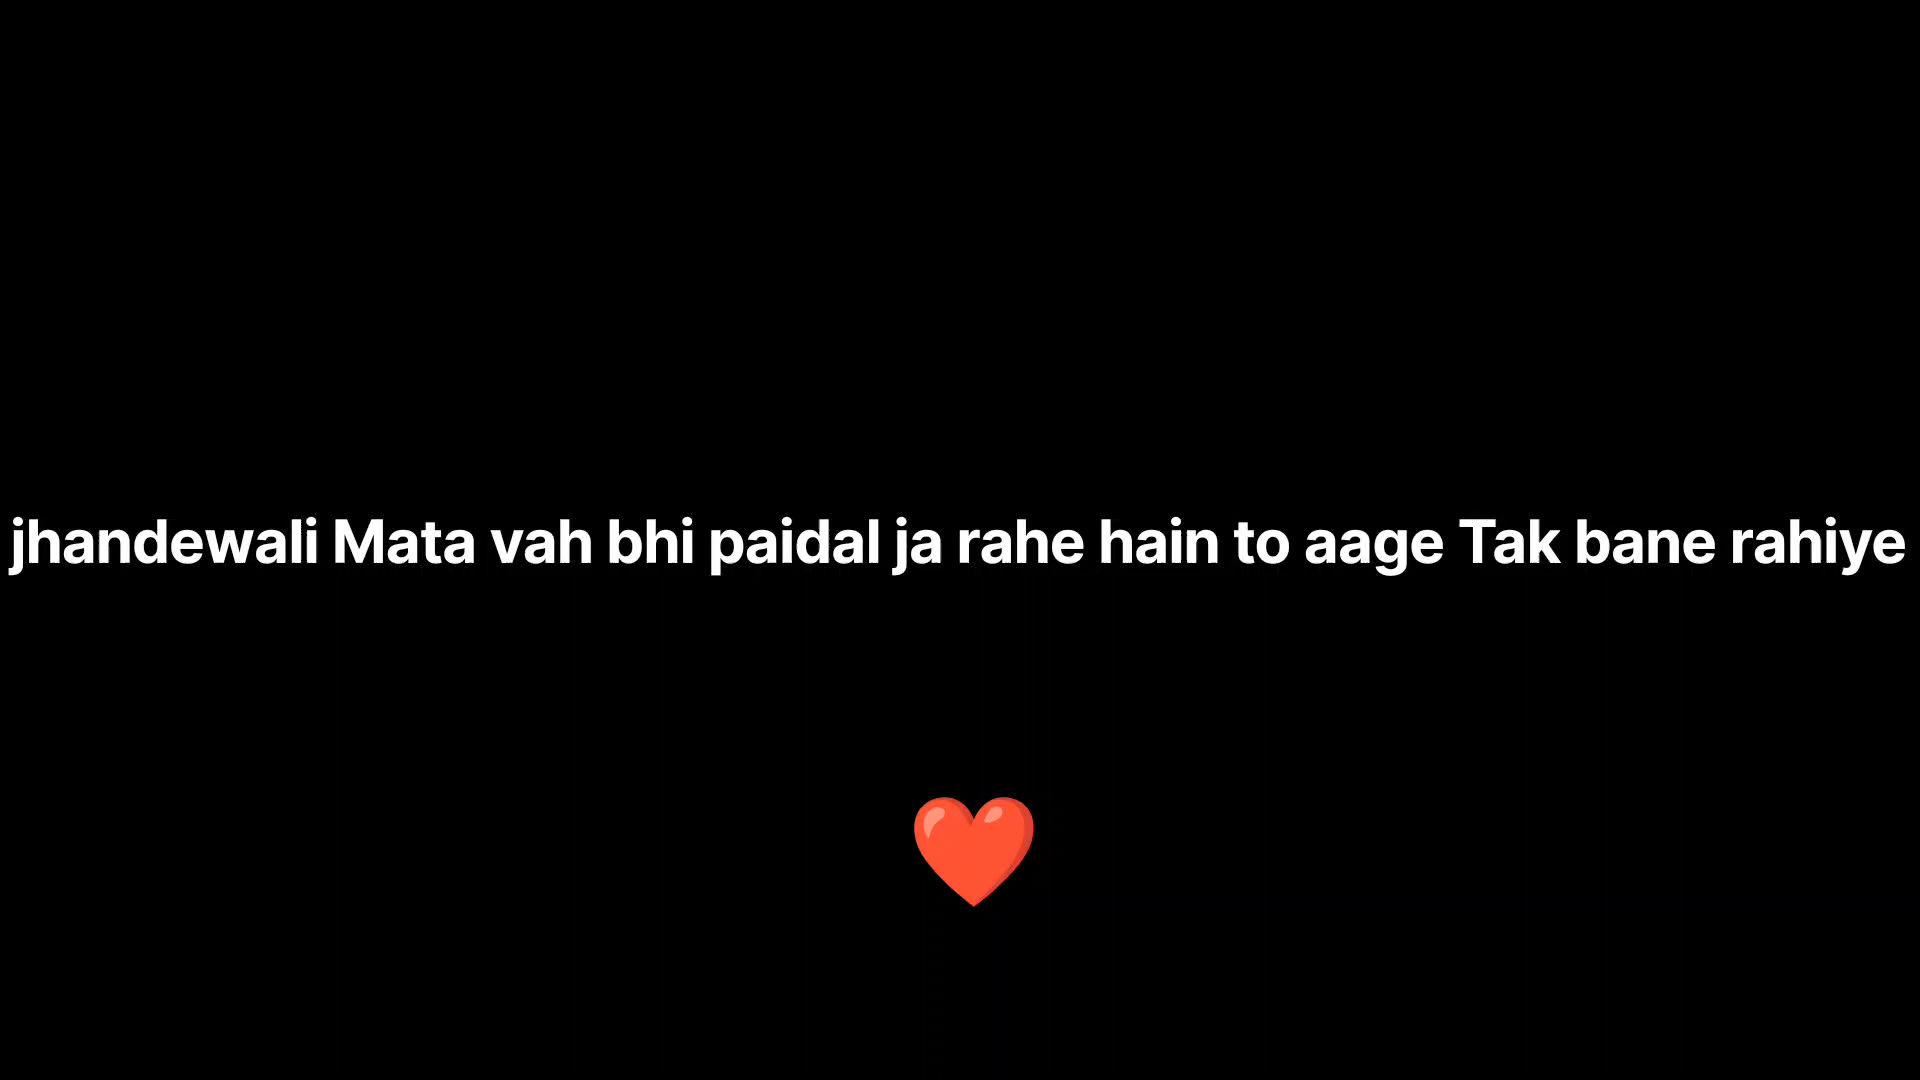 jhandewali Mata vah bhi paidal ja rahe hain to aage Tak bane rahiye
❤️